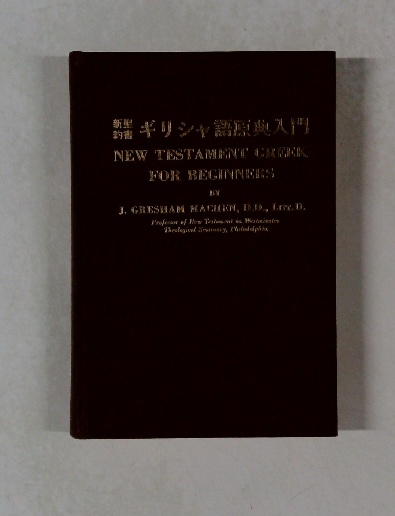 新約聖書 ギリシャ語原典入門
NEW TESTAMENT GREEK
FOR BEGINNERS
BY
J. GRESHAM MACHEN, D.D., LITT.D.
Professor of New Testament in Westminster
Theological Seminary, Philadelphia